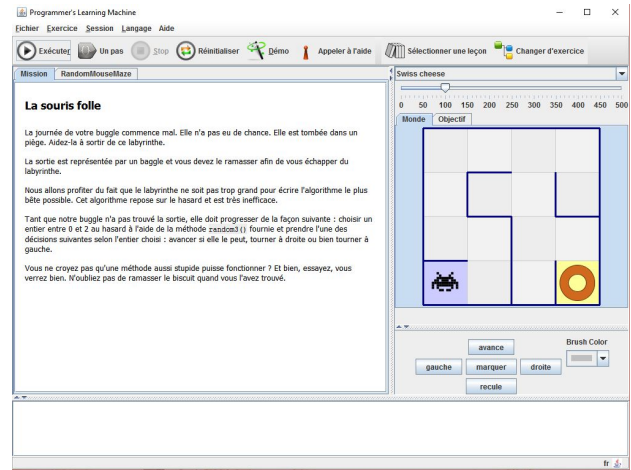 Programmer's Learning Machine
Fichier Exercice Session Langage Aide
Exécuter Un pas Stop Réinitialiser Démo Appeler à l'aide Sélectionner une leçon Changer d'exercice
Mission RandomMouseMaze
La souris folle
La journée de votre buggle commence mal. Elle n'a pas eu de chance. Elle est tombée dans un
piège. Aidez-la à sortir de ce labyrinthe.
La sortie est représentée par un baggle et vous devez le ramasser afin de vous échapper du
labyrinthe.
Nous allons profiter du fait que le labyrinthe ne soit pas trop grand pour écrire l'algorithme le plus
bête possible. Cet algorithme repose sur le hasard et est très inefficace.
Tant que notre buggle n'a pas trouvé la sortie, elle doit progresser de la façon suivante : choisir un
entier entre 0 et 2 au hasard à l'aide de la méthode random3() fournie et prendre l'une des
décisions suivantes selon l'entier choisi : avancer si elle le peut, tourner à droite ou bien tourner à
gauche.
Vous ne croyez pas qu'une méthode aussi stupide puisse fonctionner ? Et bien, essayez, vous
verrez bien. N'oubliez pas de ramasser le biscuit quand vous l'avez trouvé.
Swiss cheese
0 50 100 150 200 250 300 350 400 450 500
Monde Objectif
avance
gauche marquer droite
recule
Brush Color
fr